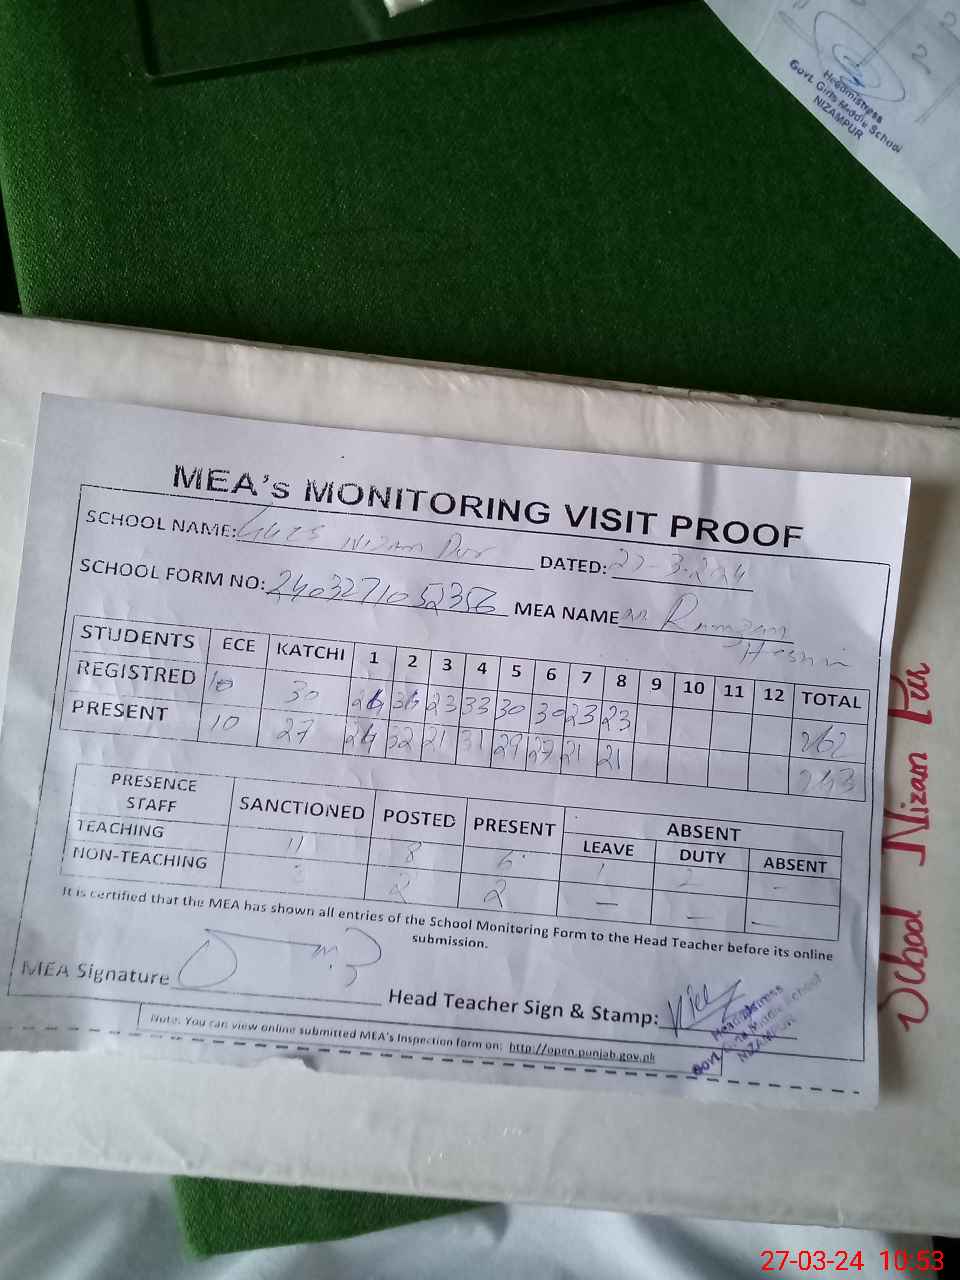 Headmistress
Govt. Girls Middle School
NIZAMPUR
MEA's MONITORING VISIT PROOF
SCHOOL NAME: Nizam Pur DATED: 27-3-2024
SCHOOL FORM NO: 2403271052356 MEA NAME Ramzan
STUDENTS ECE KATCHI 1 2 3 4 5 6 7 8 9 10 11 12 TOTAL
REGISTRED 10 30 36 23 33 30 30 23 23 262
PRESENT 10 27 32 21 31 29 27 21 21 243
PRESENCE STAFF SANCTIONED POSTED PRESENT ABSENT
LEAVE DUTY ABSENT
TEACHING 11 8 1 2 -
NON-TEACHING 3 2 2 - - -
It is certified that the MEA has shown all entries of the School Monitoring Form to the Head Teacher before its online
submission.
MEA Signature
Head Teacher Sign & Stamp:
Headmistress
Govt. Girls Middle School
NIZAMPUR
Note: You can view online submitted MEA's Inspection form on: http://open.punjab.gov.pk
School Nizam Pur
27-03-24 10:53